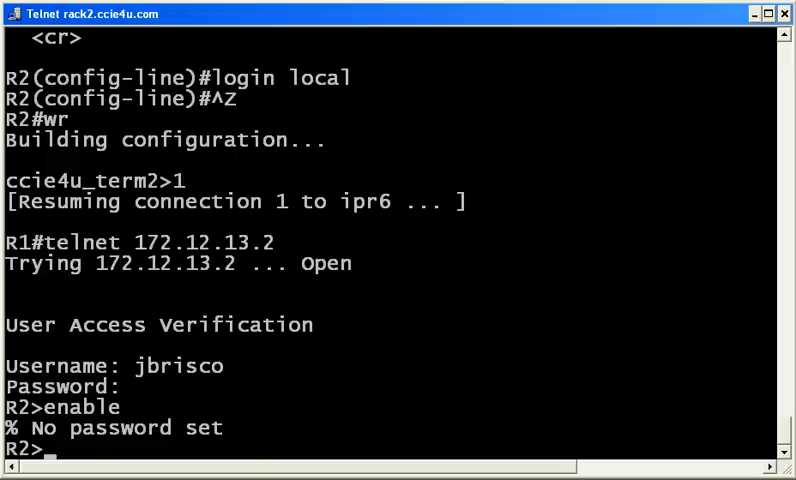 Telnet rack2.ccie4u.com
<cr>
R2(config-line)#login local
R2(config-line)#^Z
R2#wr
Building configuration...
ccie4u_term2>1
[Resuming connection 1 to ipr6 ... ]
R1#telnet 172.12.13.2
Trying 172.12.13.2 ... Open
User Access Verification
Username: jbrisco
Password:
R2>enable
% No password set
R2>_